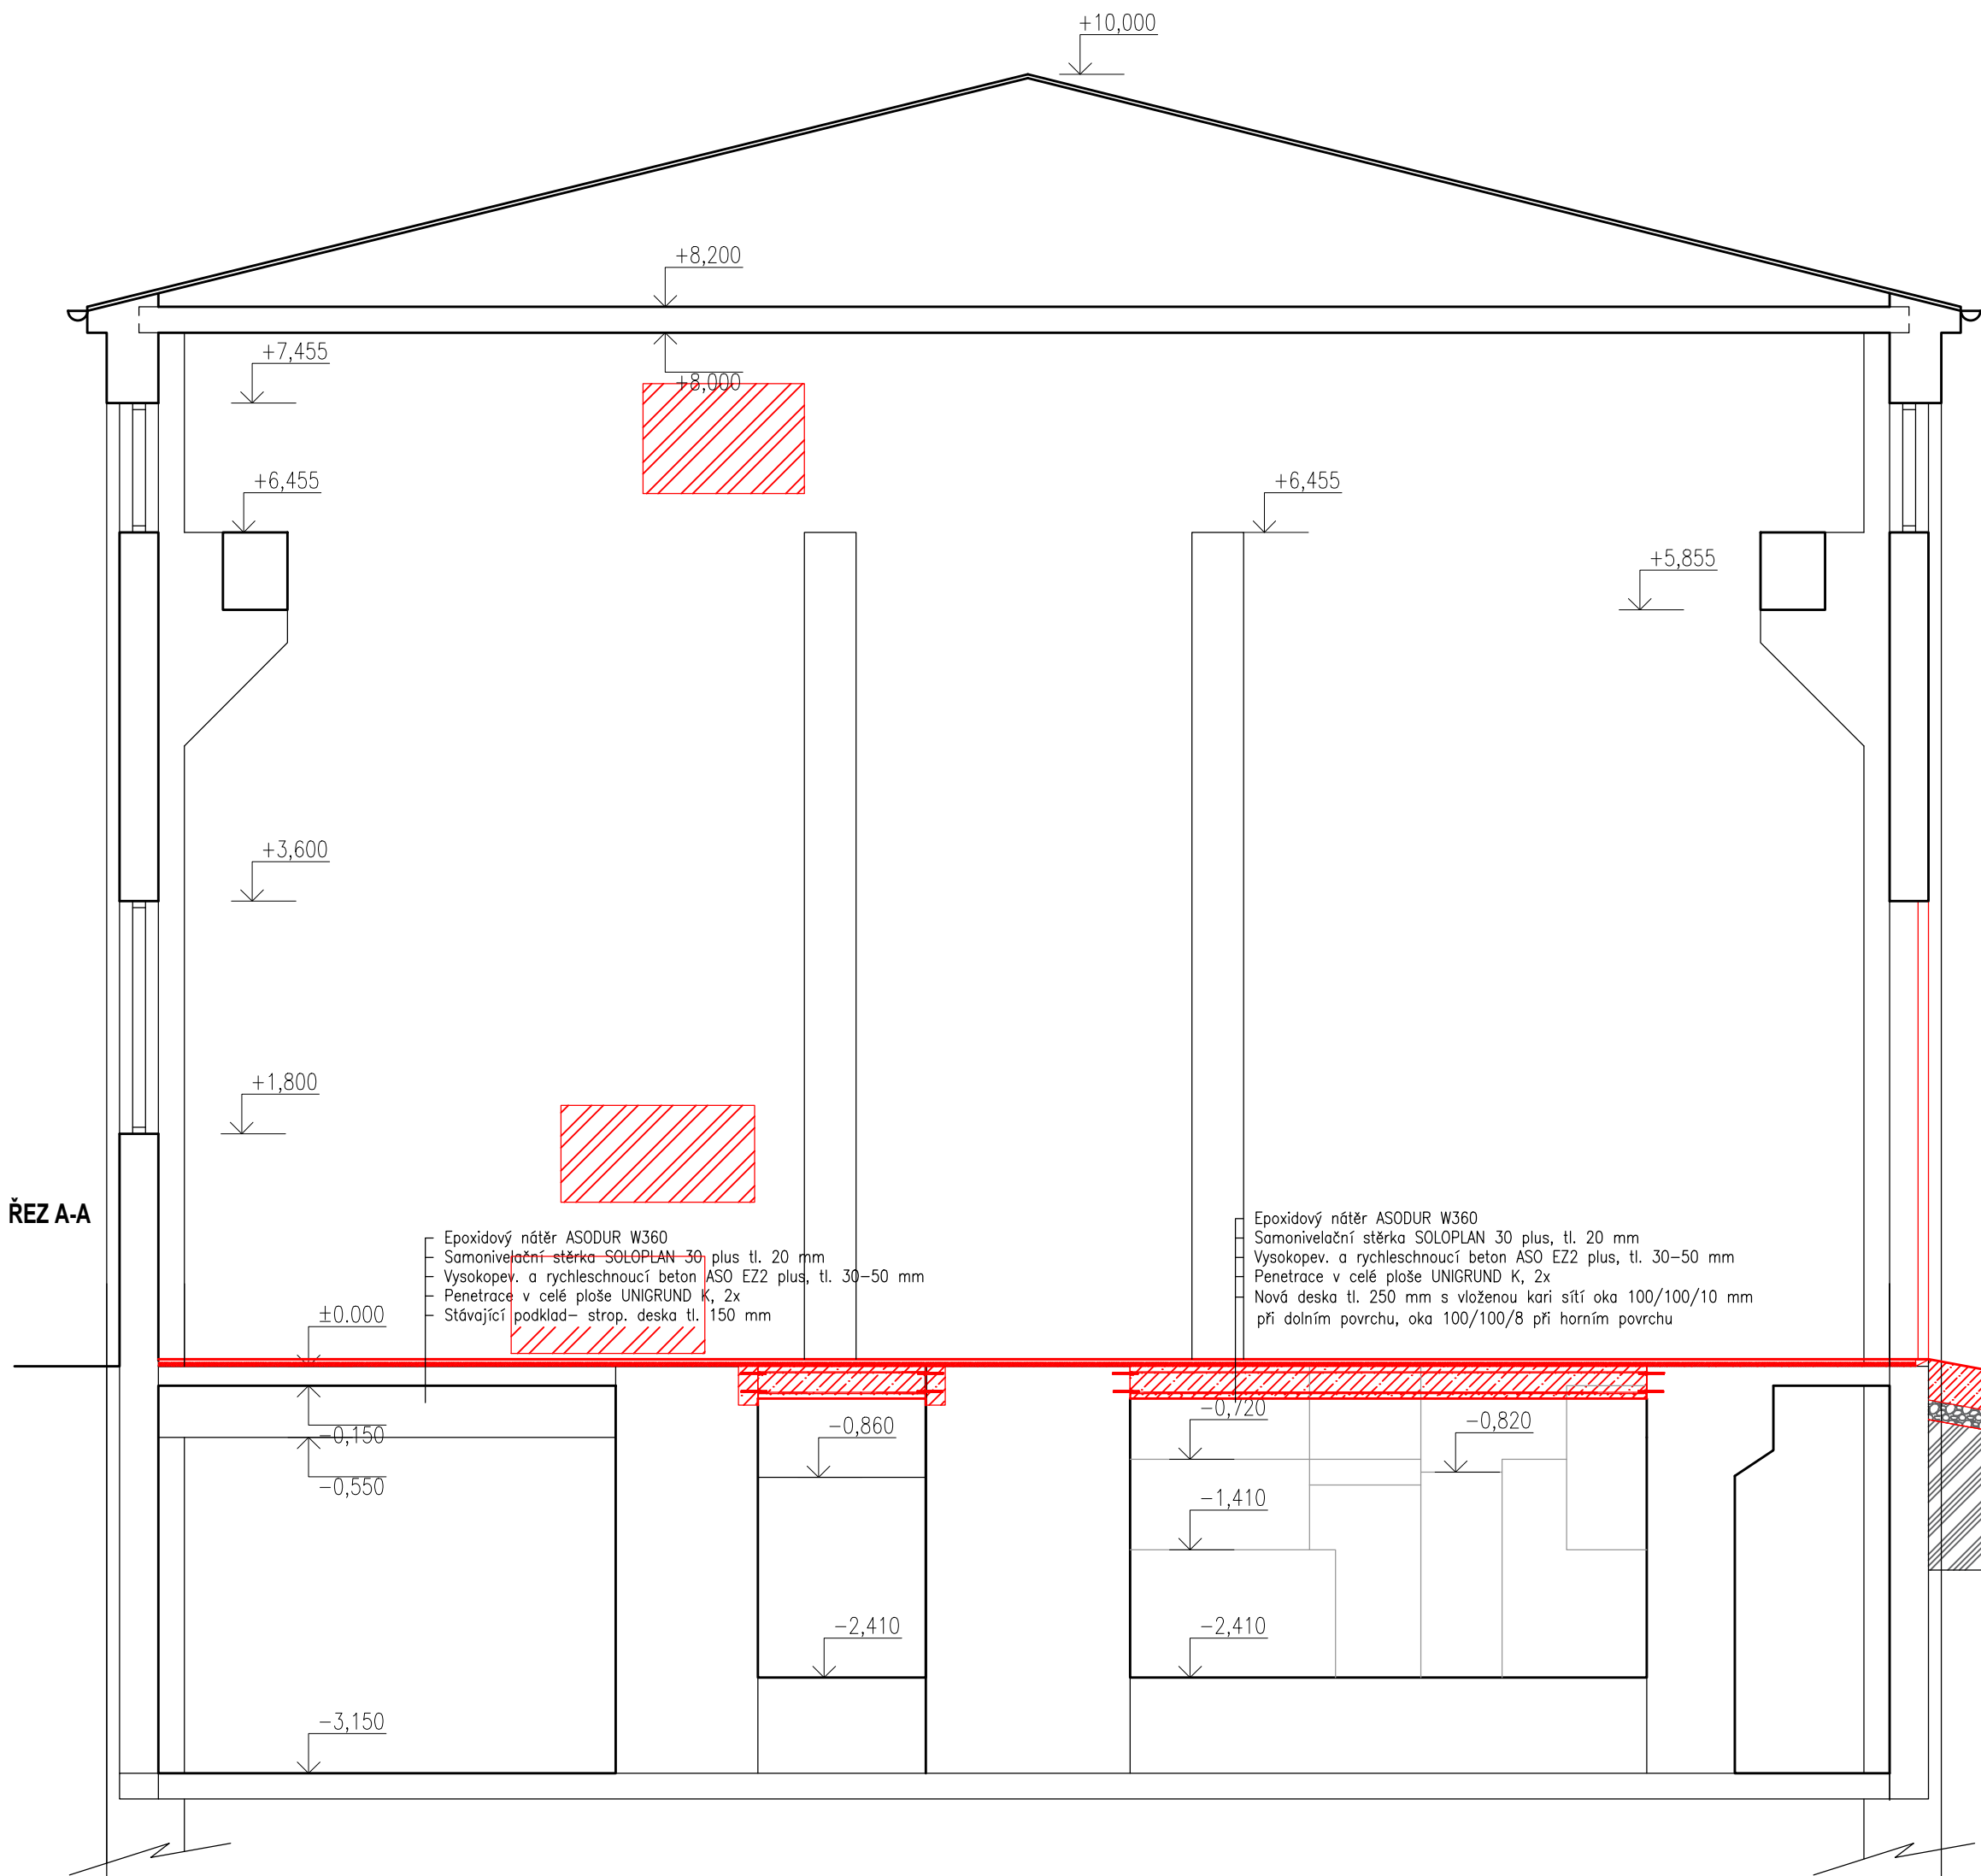 +10,000
+8,200
+7,455
+8,000
+6,455
+6,455
+5,855
+3,600
+1,800
ŘEZ A-A
Epoxidový nátěr ASODUR W360
Samonivelační stěrka SOLOPLAN 30 plus tl. 20 mm
Vysokopev. a rychleschnoucí beton ASO EZ2 plus, tl. 30-50 mm
Penetrace v celé ploše UNIGRUND K, 2x
Stávající podklad- strop. deska tl. 150 mm
Epoxidový nátěr ASODUR W360
Samonivelační stěrka SOLOPLAN 30 plus, tl. 20 mm
Vysokopev. a rychleschnoucí beton ASO EZ2 plus, tl. 30-50 mm
Penetrace v celé ploše UNIGRUND K, 2x
Nová deska tl. 250 mm s vloženou kari sítí oka 100/100/10 mm
při dolním povrchu, oka 100/100/8 při horním povrchu
±0.000
-0,720
-0,860
-0,820
-0,150
-0,550
-1,410
-2,410
-2,410
-3,150